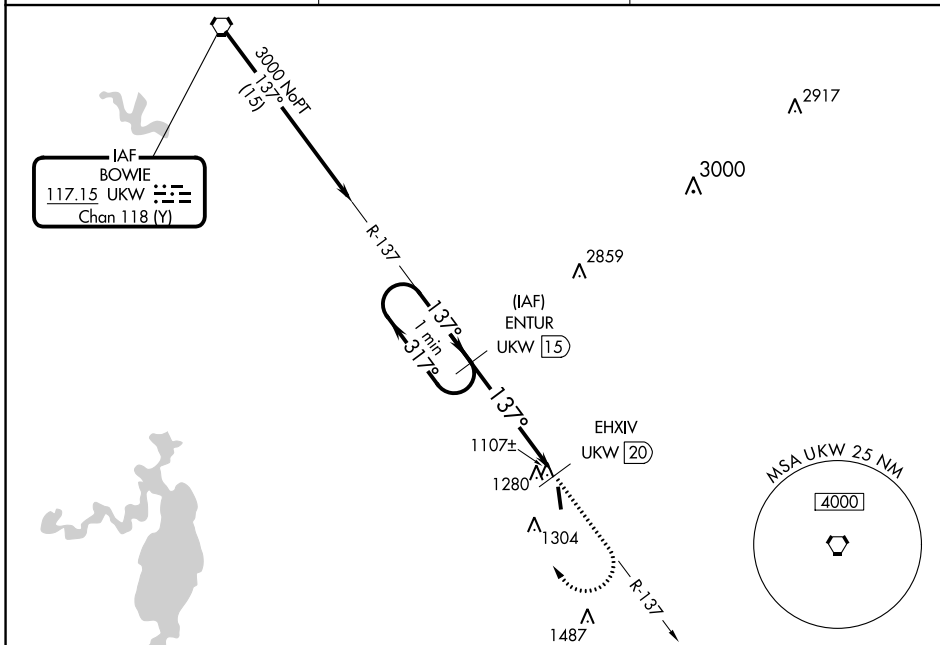 3000 NoPT
137°
(15)
2917
IAF
BOWIE
117.15 UKW
Chan 118 (Y)
3000
R-137
2859
(IAF)
ENTUR
UKW 15
137°
1 min
317°
137°
EHXIV
UKW 20
1107±
1280
1304
MSA UKW 25 NM
4000
R-137
1487